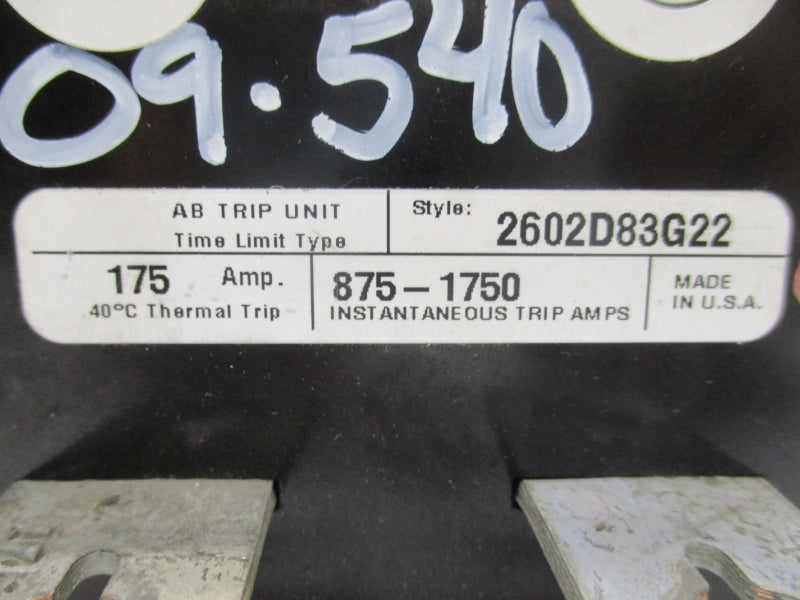 09.540
AB TRIP UNIT
Time Limit Type
Style: 2602D83G22
175 Amp.
40°C Thermal Trip
875-1750
INSTANTANEOUS TRIP AMPS
MADE
IN U.S.A.